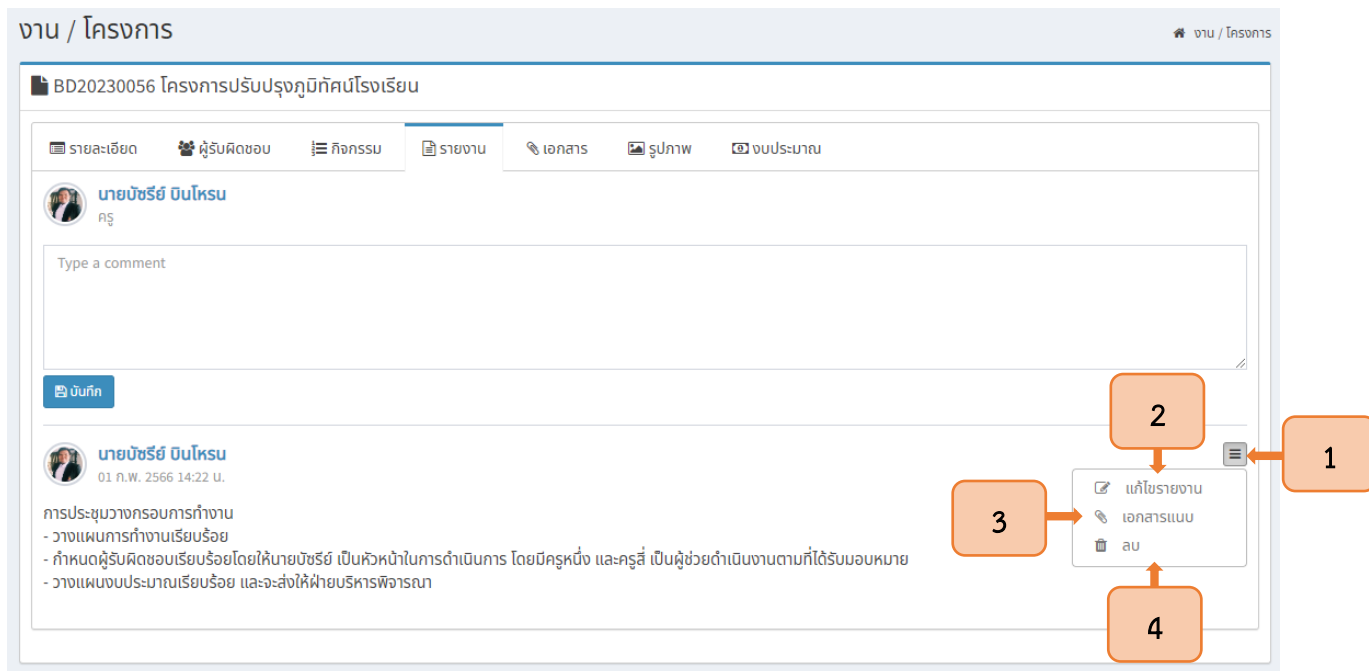 งาน / โครงการ
งาน / โครงการ
BD20230056 โครงการปรับปรุงภูมิทัศน์โรงเรียน
รายละเอียด ผู้รับผิดชอบ กิจกรรม รายงาน เอกสาร รูปภาพ งบประมาณ
นายบัซรีย์ บินโหรน
ครู
Type a comment
บันทึก
2
นายบัซรีย์ บินโหรน
1
01 ก.พ. 2566 14:22 น.
แก้ไขรายงาน
3
เอกสารแนบ
ลบ
การประชุมวางกรอบการทำงาน
- วางแผนการทำงานเรียบร้อย
- กำหนดผู้รับผิดชอบเรียบร้อยโดยให้นายบัซรีย์ เป็นหัวหน้าในการดำเนินการ โดยมีครูหนึ่ง และครูสี่ เป็นผู้ช่วยดำเนินงานตามที่ได้รับมอบหมาย
- วางแผนงบประมาณเรียบร้อย และจะส่งให้ฝ่ายบริหารพิจารณา
4